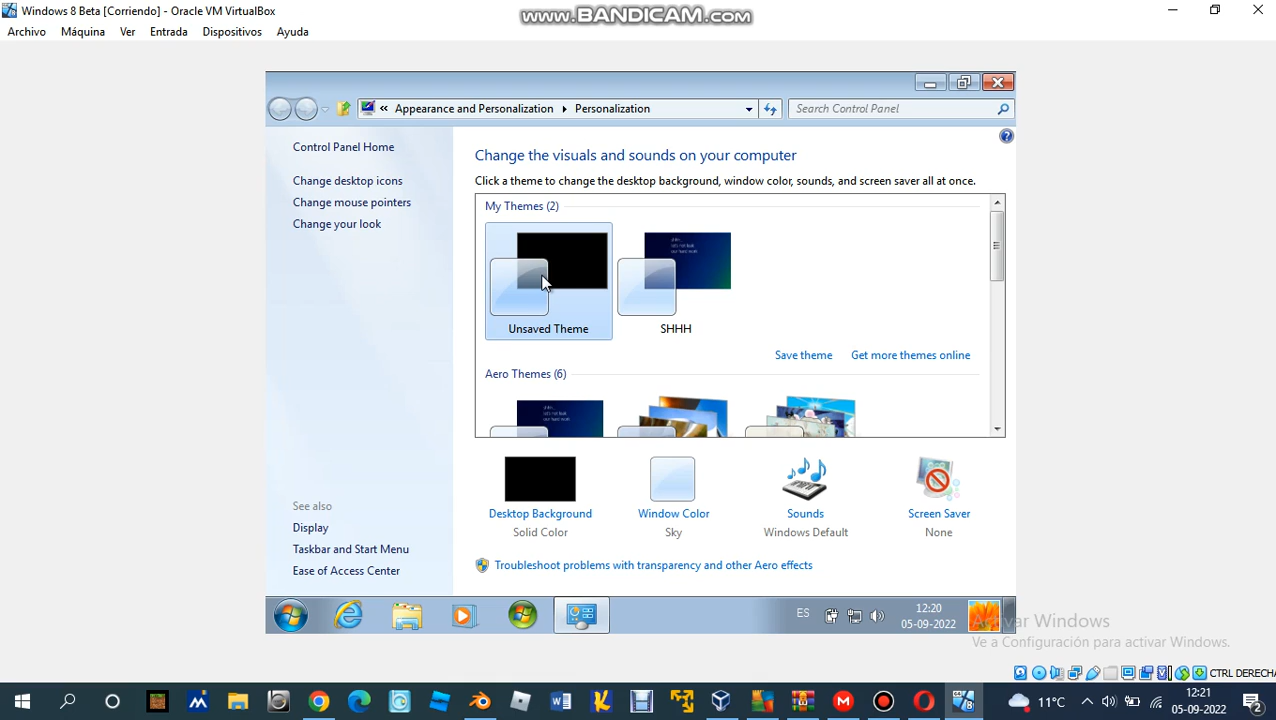 Windows 8 Beta [Corriendo] - Oracle VM VirtualBox
www.BANDICAM.com
Archivo Máquina Ver Entrada Dispositivos Ayuda
« Appearance and Personalization Personalization
Search Control Panel
Control Panel Home
Change desktop icons
Change mouse pointers
Change your look
Change the visuals and sounds on your computer
Click a theme to change the desktop background, window color, sounds, and screen saver all at once.
My Themes (2)
Unsaved Theme
SHHH
Save theme Get more themes online
Aero Themes (6)
Desktop Background
Solid Color
Window Color
Sky
Sounds
Windows Default
Screen Saver
None
Troubleshoot problems with transparency and other Aero effects
See also
Display
Taskbar and Start Menu
Ease of Access Center
ES
12:20
05-09-2022
Windows
Ve a Configuración para activar Windows.
CTRL DERECHA
11°C
12:21
05-09-2022
2